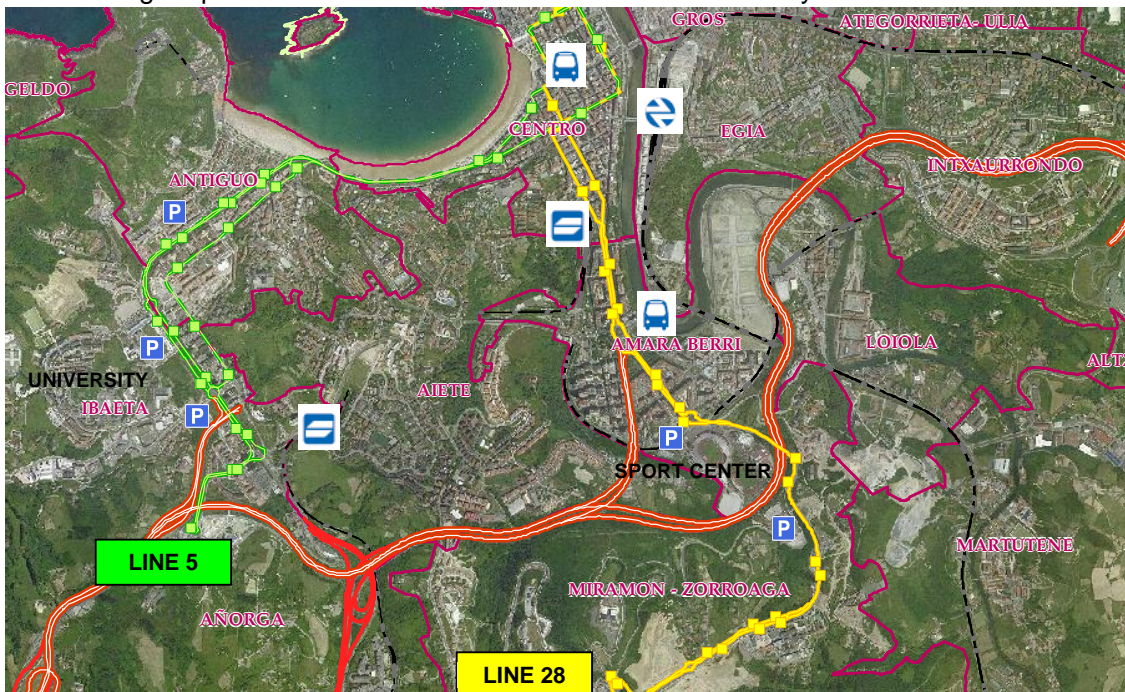 GROS
ATEGORRIETA- ULIA
GELDO
CENTRO
EGIA
INTXAURRONDO
ANTIGUO
P
AMARA BERRI
LOIOLA
P
UNIVERSITY
AIETE
IBAETA
P
P
SPORT CENTER
P
LINE 5
MARTUTENE
MIRAMON - ZORROAGA
AÑORGA
LINE 28